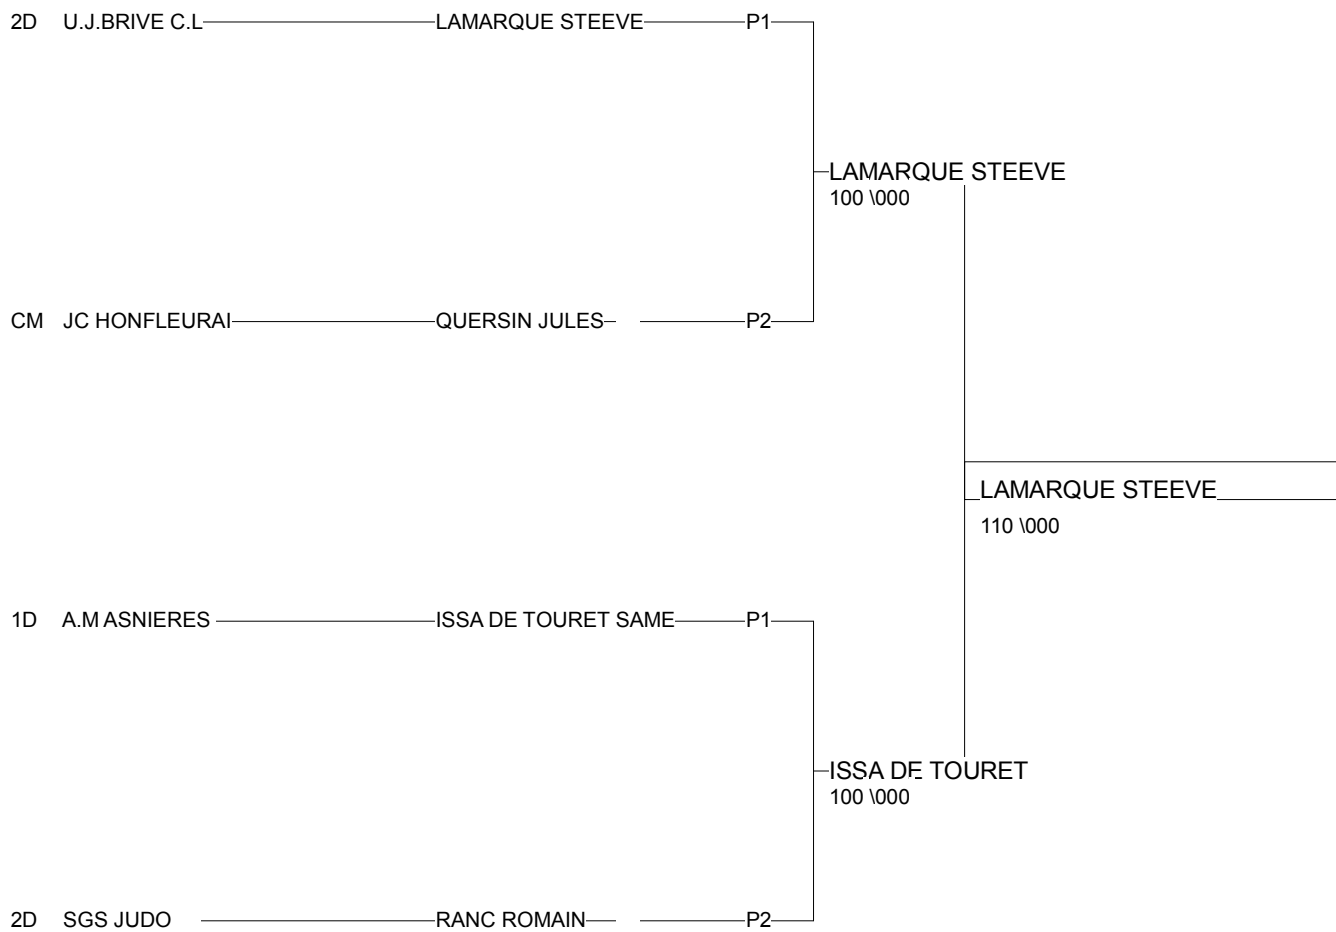 2D U.J.BRIVE C.L LAMARQUE STEEVE P1
LAMARQUE STEEVE
100 \000
CM JC HONFLEURAI QUERSIN JULES P2
LAMARQUE STEEVE
110 \000
1D A.M ASNIERES ISSA DE TOURET SAME P1
ISSA DE TOURET
100 \000
2D SGS JUDO RANC ROMAIN P2